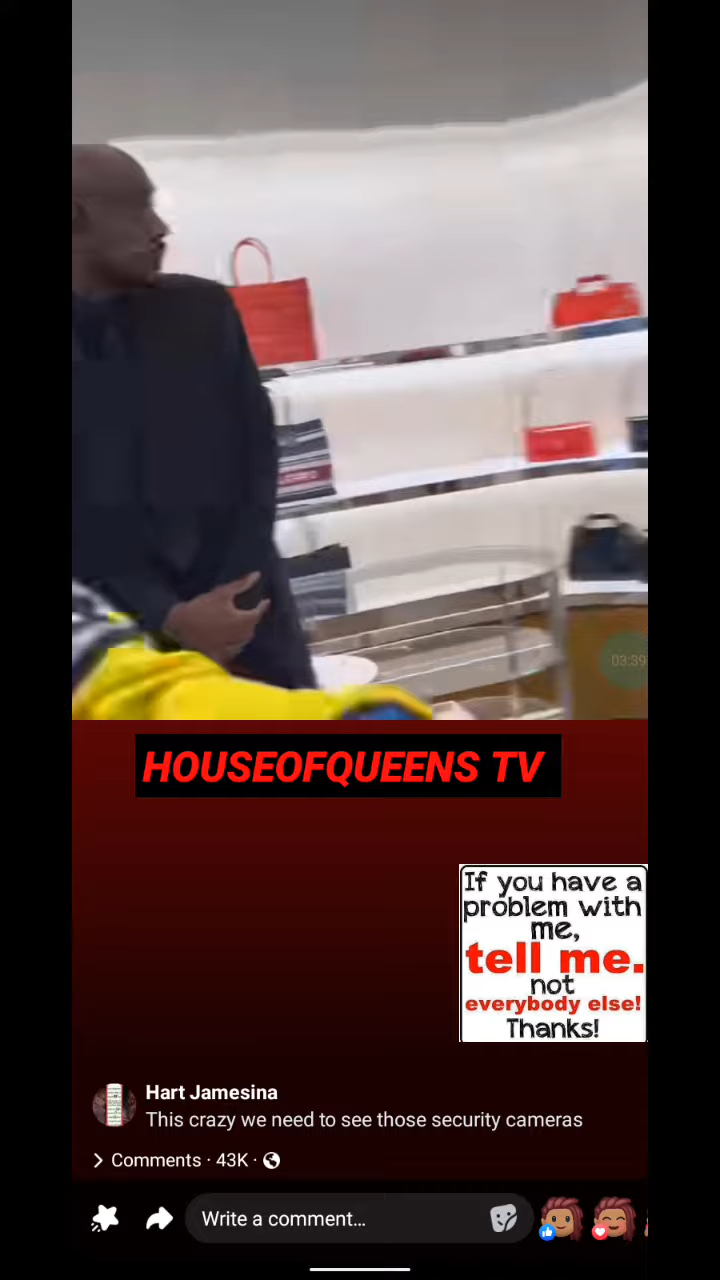 03:39
HOUSEOFQUEENS TV
If you have a
problem with
me,
tell me.
not
everybody else!
Thanks!
Hart Jamesina
This crazy we need to see those security cameras
Comments · 43K ·
Write a comment...